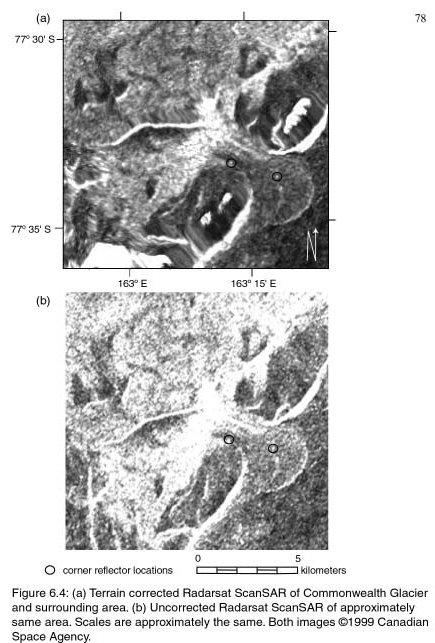 (a)
78
77° 30' S
77° 35' S
N
163° E
163° 15' E
(b)
0 5
corner reflector locations kilometers
Figure 6.4: (a) Terrain corrected Radarsat ScanSAR of Commonwealth Glacier
and surrounding area. (b) Uncorrected Radarsat ScanSAR of approximately
same area. Scales are approximately the same. Both images ©1999 Canadian
Space Agency.